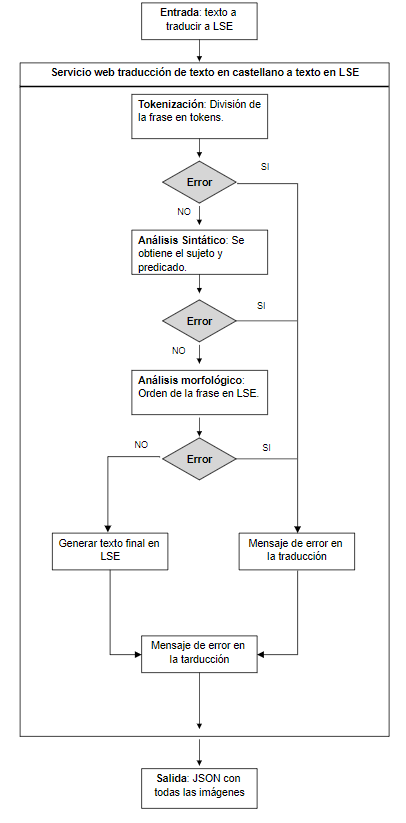 Entrada: texto a
traducir a LSE
Servicio web traducción de texto en castellano a texto en LSE
Tokenización: División de
la frase en tokens.
SI
Error
NO
Análisis Sintático: Se
obtiene el sujeto y
predicado.
SI
Error
NO
Análisis morfológico:
Orden de la frase en LSE.
NO
SI
Error
Generar texto final en
LSE
Mensaje de error en
la traducción
Mensaje de error en
la tarducción
Salida: JSON con
todas las imágenes